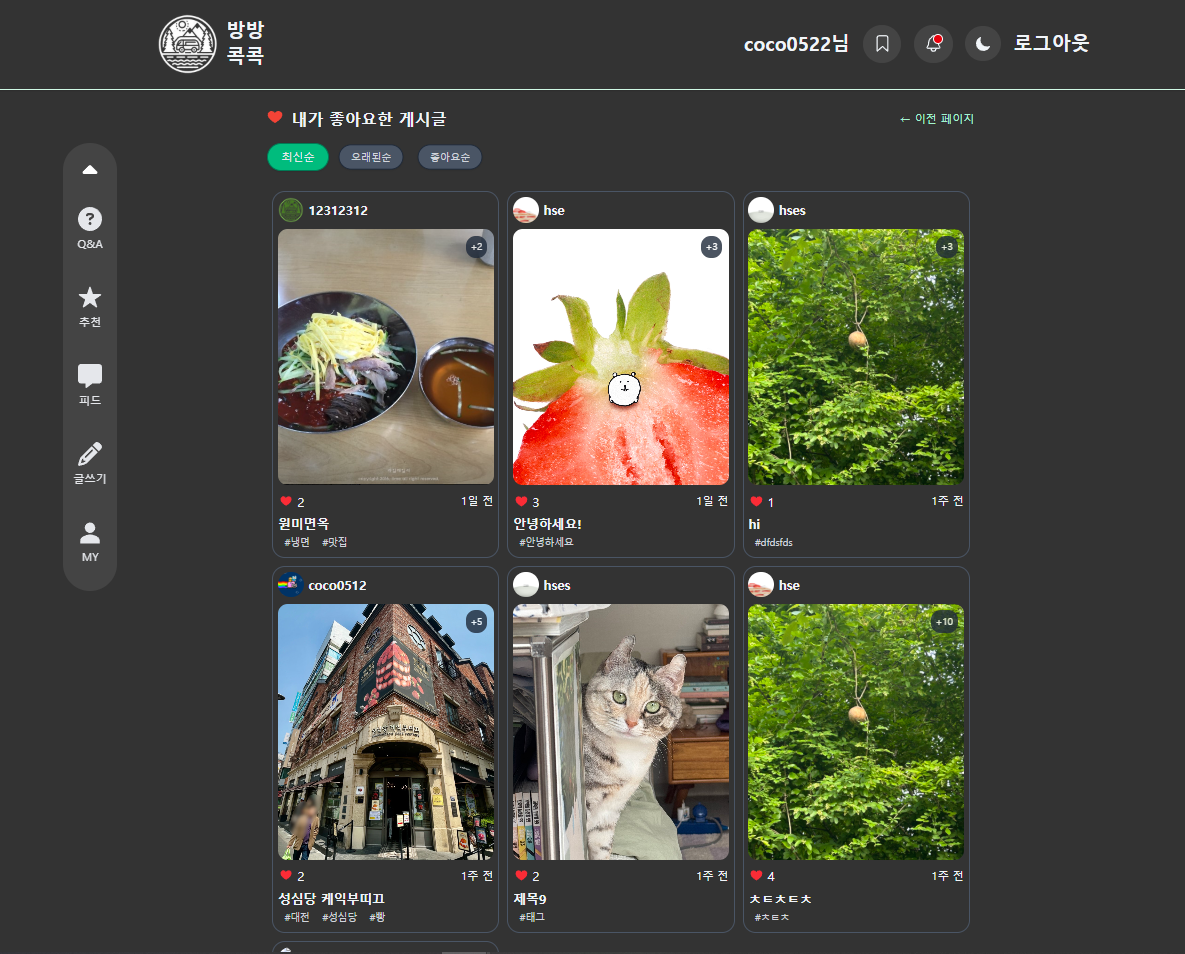 방방
콕콕
coco0522님
로그아웃
내가 좋아요한 게시글
← 이전 페이지
최신순
오래된순
좋아요순
Q&A
추천
피드
글쓰기
MY
12312312
+2
2
1일 전
원미면옥
#냉면 #맛집
hse
+3
3
1일 전
안녕하세요!
#안녕하세요
hses
+3
1
1주 전
hi
#dfdsfds
coco0512
+5
2
1주 전
성심당 케익부띠끄
#대전 #성심당 #빵
hses
2
1주 전
제목9
#태그
hse
+10
4
1주 전
ㅊㅌㅊㅌㅊ
#ㅊㅌㅊ